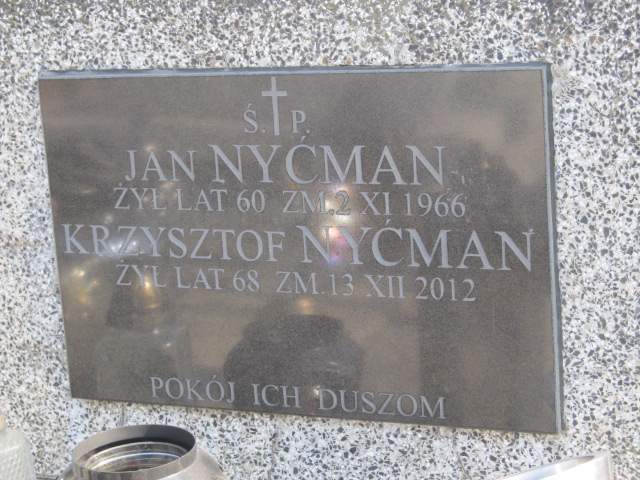 Ś. P.
JAN NYĆMAN
ŻYŁ LAT 60 ZM.2 XI 1966
KRZYSZTOF NYĆMAN
ŻYŁ LAT 68 ZM.13 XII 2012
POKÓJ ICH DUSZOM